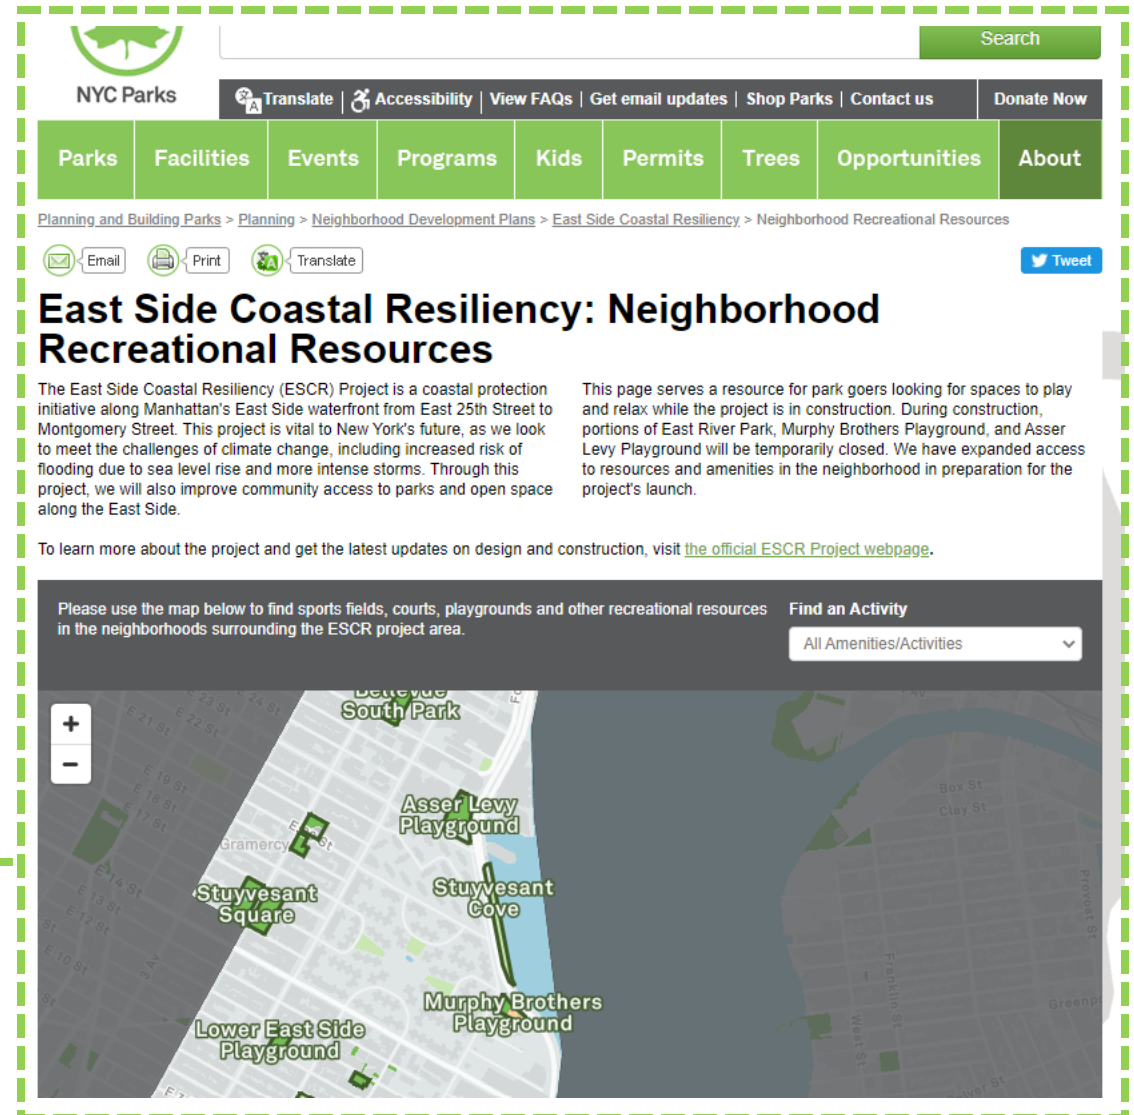 Search
NYC Parks
Translate | Accessibility | View FAQs | Get email updates | Shop Parks | Contact us
Donate Now
Parks
Facilities
Events
Programs
Kids
Permits
Trees
Opportunities
About
Planning and Building Parks > Planning > Neighborhood Development Plans > East Side Coastal Resiliency > Neighborhood Recreational Resources
Email
Print
Translate
Tweet
East Side Coastal Resiliency: Neighborhood
Recreational Resources
The East Side Coastal Resiliency (ESCR) Project is a coastal protection
initiative along Manhattan's East Side waterfront from East 25th Street to
Montgomery Street. This project is vital to New York's future, as we look
to meet the challenges of climate change, including increased risk of
flooding due to sea level rise and more intense storms. Through this
project, we will also improve community access to parks and open space
along the East Side.
This page serves a resource for park goers looking for spaces to play
and relax while the project is in construction. During construction,
portions of East River Park, Murphy Brothers Playground, and Asser
Levy Playground will be temporarily closed. We have expanded access
to resources and amenities in the neighborhood in preparation for the
project's launch.
To learn more about the project and get the latest updates on design and construction, visit the official ESCR Project webpage.
Please use the map below to find sports fields, courts, playgrounds and other recreational resources
in the neighborhoods surrounding the ESCR project area.
Find an Activity
All Amenities/Activities
+
−
Bellevue
South Park
E 23 St
E 24 St
E 22 St
E 21 St
E 19 St
E 18 St
E 17 St
Asser Levy
Playground
Gramercy
Box St
Clay St
Stuyvesant
Square
Stuyvesant
Cove
E 14 St
E 13 St
E 12 St
E 10 St
3 Av
Provost St
Franklin St
West St
Murphy Brothers
Playground
Lower East Side
Playground